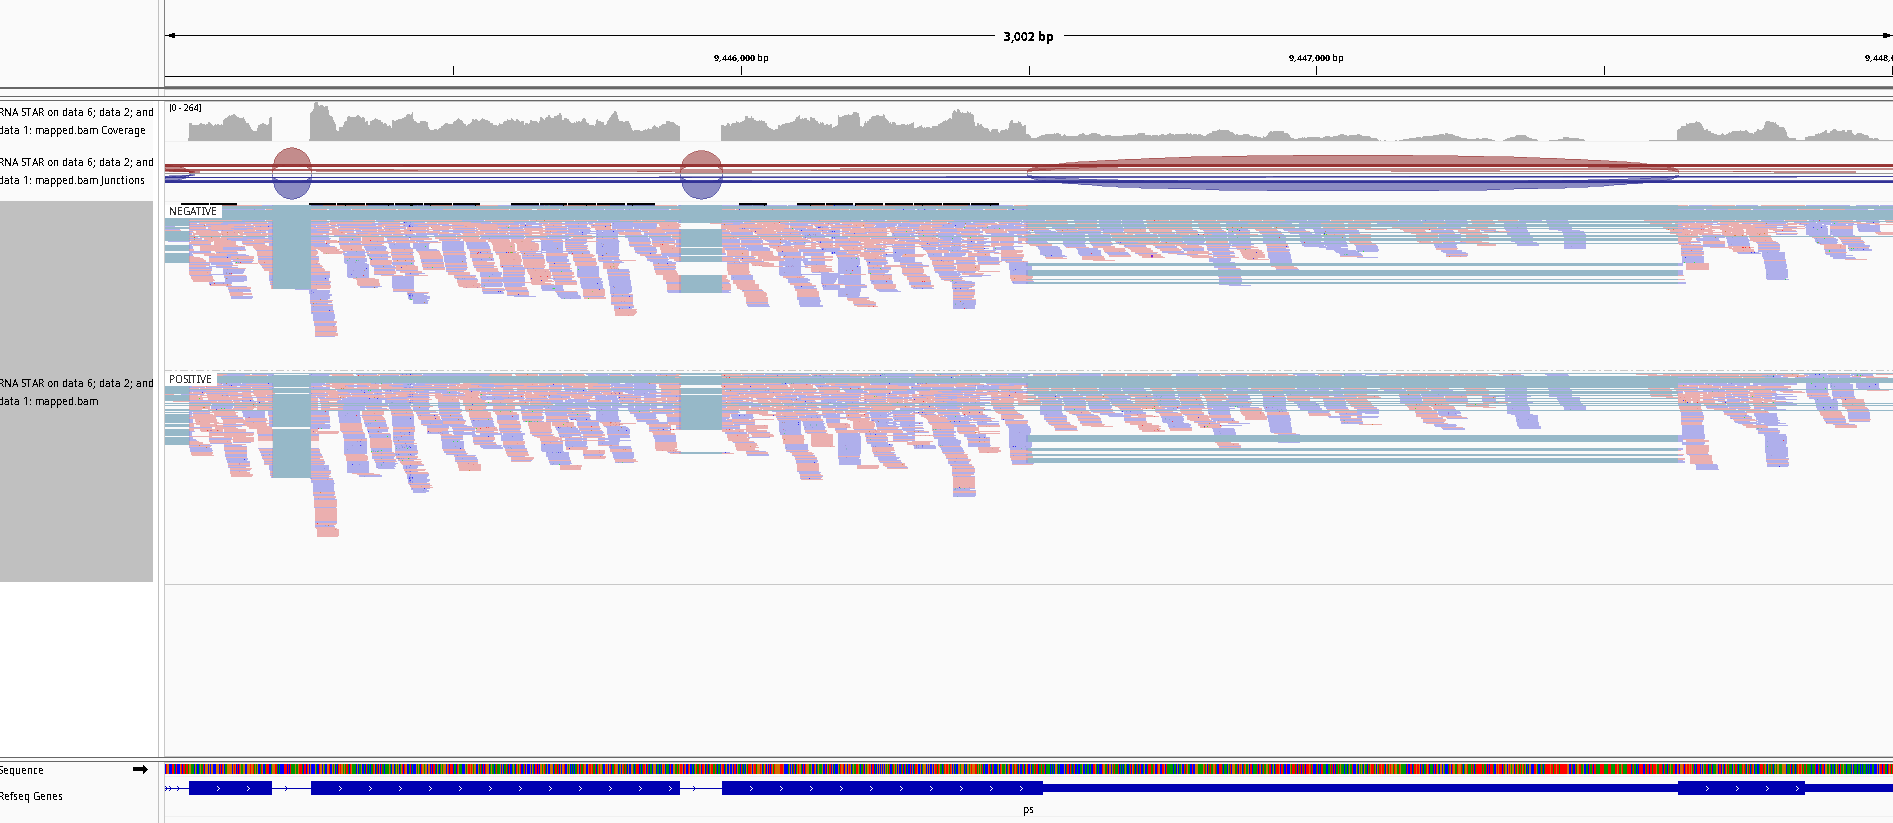 3,002 bp
9,446,000 bp
9,447,000 bp
9,448,
RNA STAR on data 6; data 2; and
data 1: mapped.bam Coverage
[0 - 264]
RNA STAR on data 6; data 2; and
data 1: mapped.bam Junctions
NEGATIVE
POSITIVE
RNA STAR on data 6; data 2; and
data 1: mapped.bam
Sequence
Refseq Genes
ps